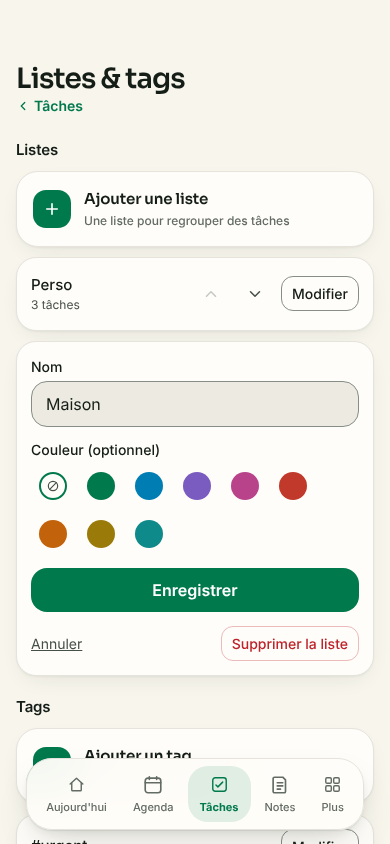 Listes & tags
Tâches
Listes
Ajouter une liste
Une liste pour regrouper des tâches
Perso
3 tâches
Modifier
Nom
Maison
Couleur (optionnel)
Enregistrer
Annuler
Supprimer la liste
Tags
Ajouter un tag
Aujourd'hui
Agenda
Tâches
Notes
Plus
#urgent
Modifier